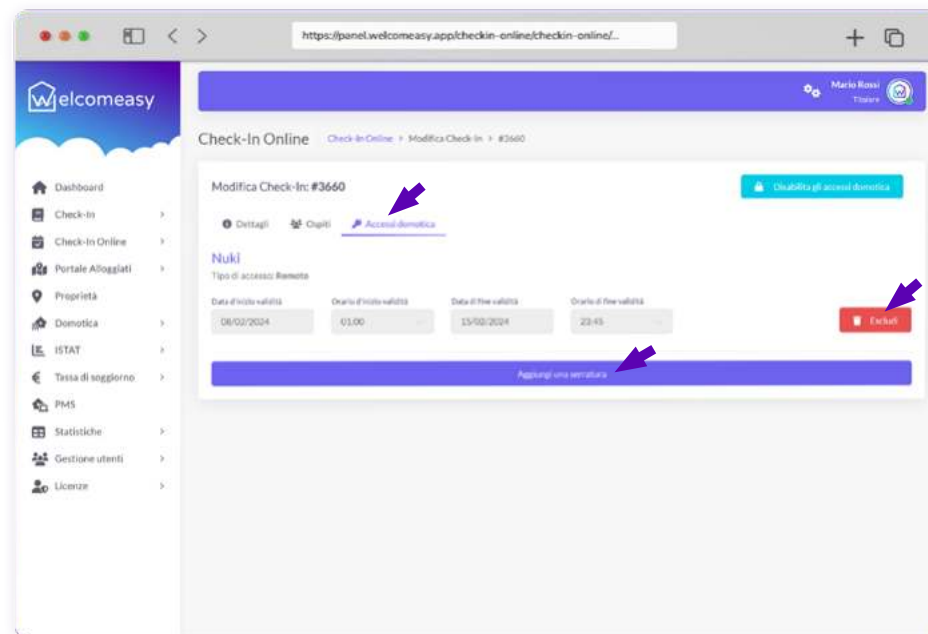 https://panel.welcomeasy.app/checkin-online/checkin-online/...
Welcomeasy
Mario Rossi
Titolare
Check-In Online
Check-In Online > Modifica Check-In > #3660
Dashboard
Check-In
Check-In Online
Portale Alloggiati
Proprietà
Domotica
ISTAT
Tassa di soggiorno
PMS
Statistiche
Gestione utenti
Licenze
Modifica Check-In: #3660
Disabilita gli accessi domotica
Dettagli
Ospiti
Accessi domotica
Nuki
Tipo di accesso: Remoto
Data d'inizio validità
Orario d'inizio validità
Data di fine validità
Orario di fine validità
08/02/2024
01:00
15/02/2024
23:45
Escludi
Aggiungi una serratura